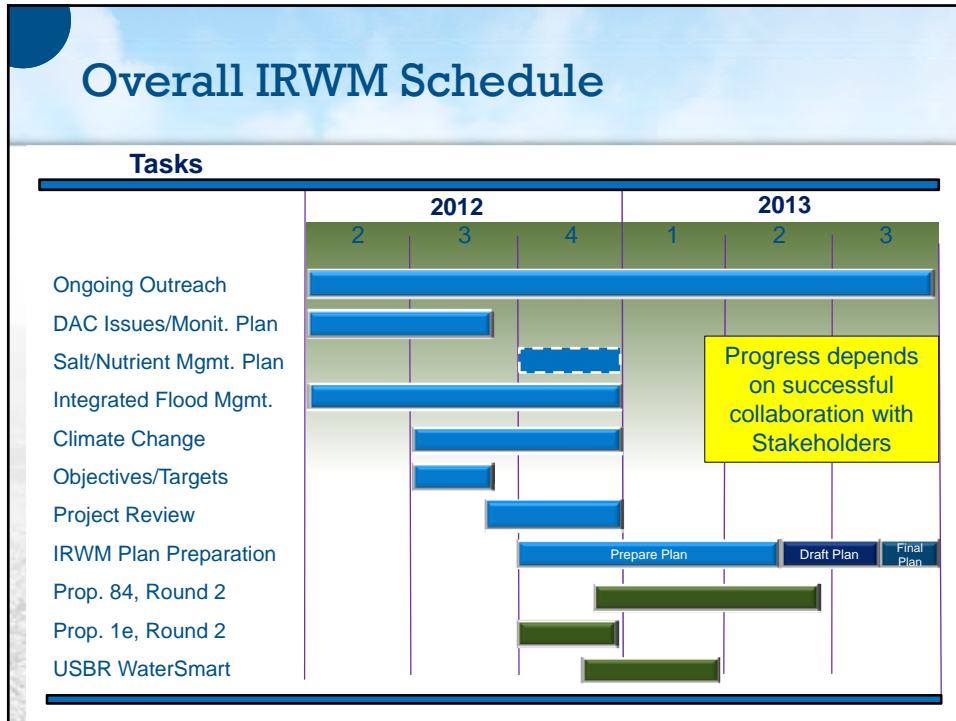 Overall IRWM Schedule
Tasks
2012 2013
2 3 4 1 2 3
Ongoing Outreach
DAC Issues/Monit. Plan
Salt/Nutrient Mgmt. Plan
Integrated Flood Mgmt.
Climate Change
Objectives/Targets
Project Review
IRWM Plan Preparation
Prop. 84, Round 2
Prop. 1e, Round 2
USBR WaterSmart
Progress depends
on successful
collaboration with
Stakeholders
Prepare Plan
Draft Plan
Final
Plan